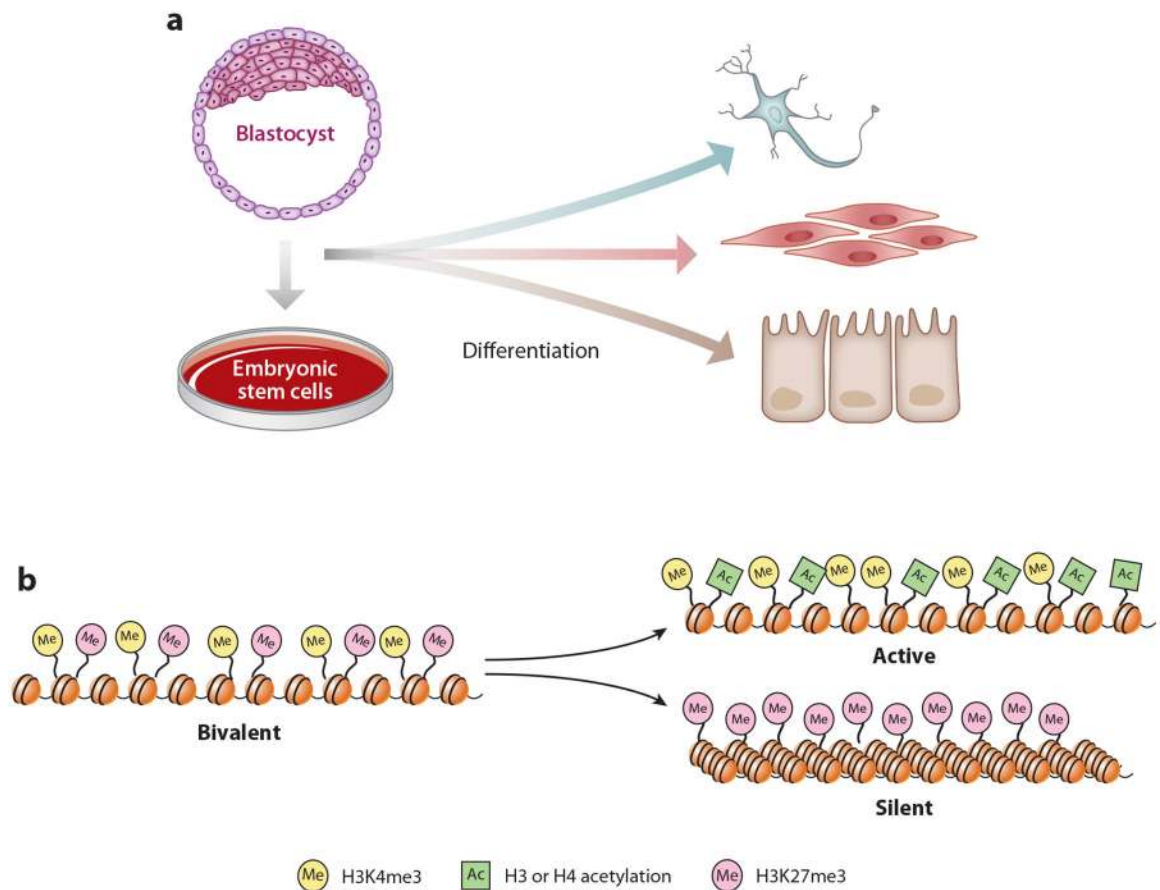 a
Blastocyst
Embryonic
stem cells
Differentiation
b
Me Me Me Me Me Me Me Me Me Me
Bivalent
Me Ac Me Ac Me Me Ac Me Ac Me Ac Ac
Active
Me Me Me Me Me Me Me Me Me Me
Silent
Me H3K4me3 Ac H3 or H4 acetylation Me H3K27me3